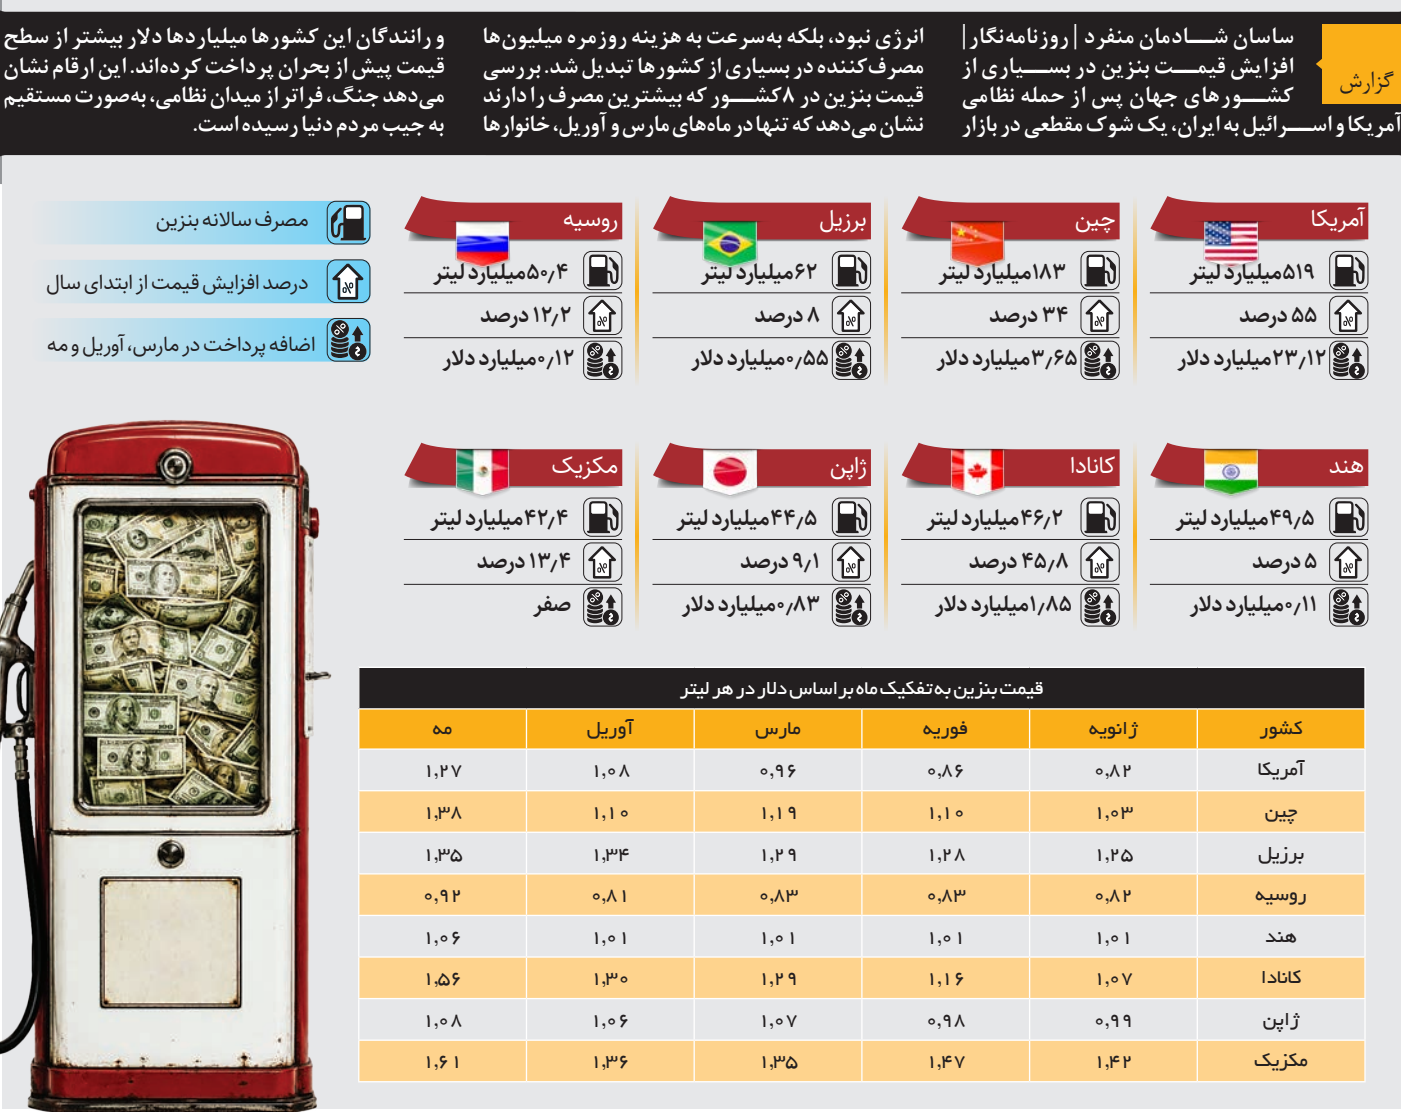 گزارش
ساسان شادمان منفرد | روزنامه‌نگار|
افزایش قیمت بنزین در بسیاری از
کشورهای جهان پس از حمله نظامی
آمریکا و اسرائیل به ایران، یک شوک مقطعی در بازار
انرژی نبود، بلکه به‌سرعت به هزینه روزمره میلیون‌ها
مصرف‌کننده در بسیاری از کشورها تبدیل شد. بررسی
قیمت بنزین در ۸کشور که بیشترین مصرف را دارند
نشان می‌دهد که تنها در ماه‌های مارس و آوریل، خانوارها
و رانندگان این کشورها میلیاردها دلار بیشتر از سطح
قیمت پیش از بحران پرداخت کرده‌اند. این ارقام نشان
می‌دهد جنگ، فراتر از میدان نظامی، به‌صورت مستقیم
به جیب مردم دنیا رسیده است.
آمریکا
۵۱۹میلیارد لیتر
۵۵ درصد
۲۳٫۱۲میلیارد دلار
چین
۱۸۳میلیارد لیتر
۳۴ درصد
۳٫۶۵میلیارد دلار
برزیل
۶۲میلیارد لیتر
۸ درصد
۰٫۵۵میلیارد دلار
روسیه
۵۰٫۴میلیارد لیتر
۱۲٫۲ درصد
۰٫۱۲میلیارد دلار
مصرف سالانه بنزین
درصد افزایش قیمت از ابتدای سال
اضافه پرداخت در مارس، آوریل و مه
هند
۴۹٫۵میلیارد لیتر
۵ درصد
۰٫۱۱میلیارد دلار
کانادا
۴۶٫۲میلیارد لیتر
۴۵٫۸ درصد
۱٫۸۵میلیارد دلار
ژاپن
۴۴٫۵میلیارد لیتر
۹٫۱ درصد
۰٫۸۳میلیارد دلار
مکزیک
۴۲٫۴میلیارد لیتر
۱۳٫۴ درصد
صفر
قیمت بنزین به‌تفکیک ماه بر اساس دلار در هر لیتر
کشور ژانویه فوریه مارس آوریل مه
آمریکا ۰,۸۲ ۰,۸۶ ۰,۹۶ ۱,۰۸ ۱,۲۷
چین ۱,۰۳ ۱,۱۰ ۱,۱۹ ۱,۱۰ ۱,۳۸
برزیل ۱,۲۵ ۱,۲۸ ۱,۲۹ ۱,۳۴ ۱,۳۵
روسیه ۰,۸۲ ۰,۸۳ ۰,۸۳ ۰,۸۱ ۰,۹۲
هند ۱,۰۱ ۱,۰۱ ۱,۰۱ ۱,۰۱ ۱,۰۶
کانادا ۱,۰۷ ۱,۱۶ ۱,۲۹ ۱,۳۰ ۱,۵۶
ژاپن ۰,۹۹ ۰,۹۸ ۱,۰۷ ۱,۰۶ ۱,۰۸
مکزیک ۱,۴۲ ۱,۴۷ ۱,۳۵ ۱,۳۶ ۱,۶۱